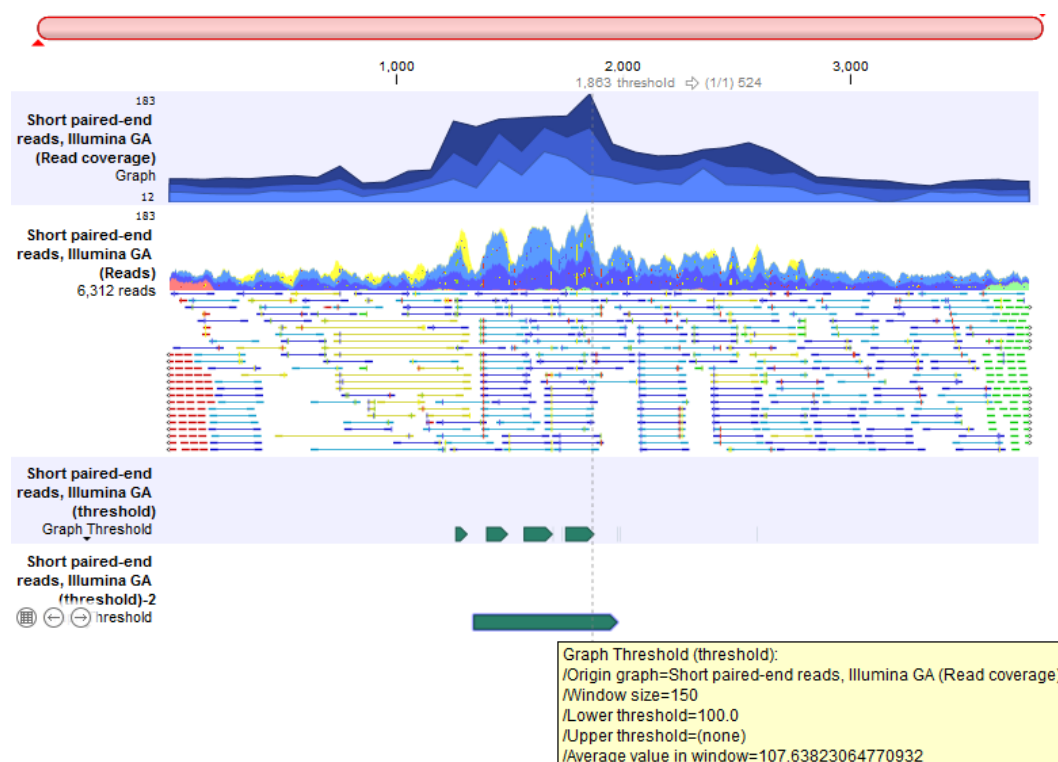 1,000
2,000
3,000
1,863 threshold ⇨ (1/1) 524
183
Short paired-end
reads, Illumina GA
(Read coverage)
Graph
12
183
Short paired-end
reads, Illumina GA
(Reads)
6,312 reads
Short paired-end
reads, Illumina GA
(threshold)
Graph Threshold
Short paired-end
reads, Illumina GA
(threshold)-2
hreshold
Graph Threshold (threshold):
/Origin graph=Short paired-end reads, Illumina GA (Read coverage)
/Window size=150
/Lower threshold=100.0
/Upper threshold=(none)
/Average value in window=107.63823064770932